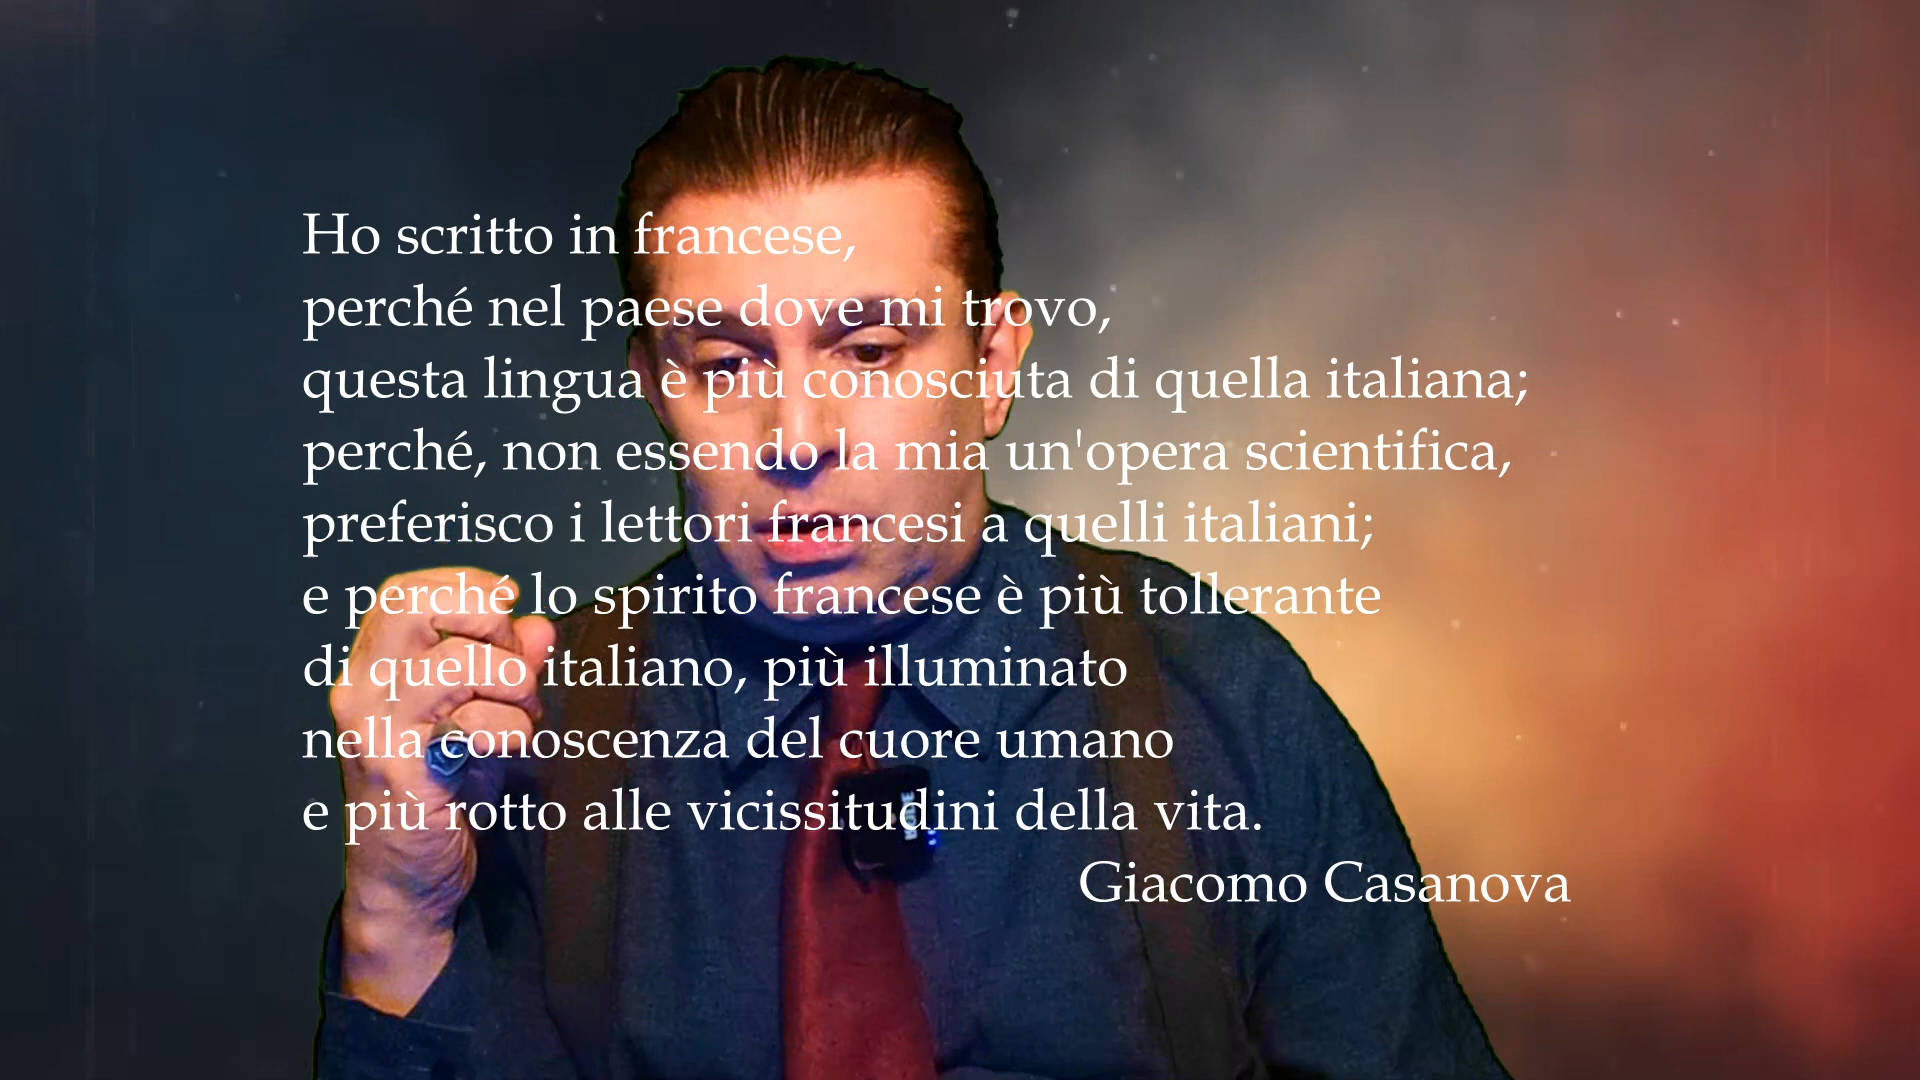 Ho scritto in francese,
perché nel paese dove mi trovo,
questa lingua è più conosciuta di quella italiana;
perché, non essendo la mia un'opera scientifica,
preferisco i lettori francesi a quelli italiani;
e perché lo spirito francese è più tollerante
di quello italiano, più illuminato
nella conoscenza del cuore umano
e più rotto alle vicissitudini della vita.
Giacomo Casanova
RODE